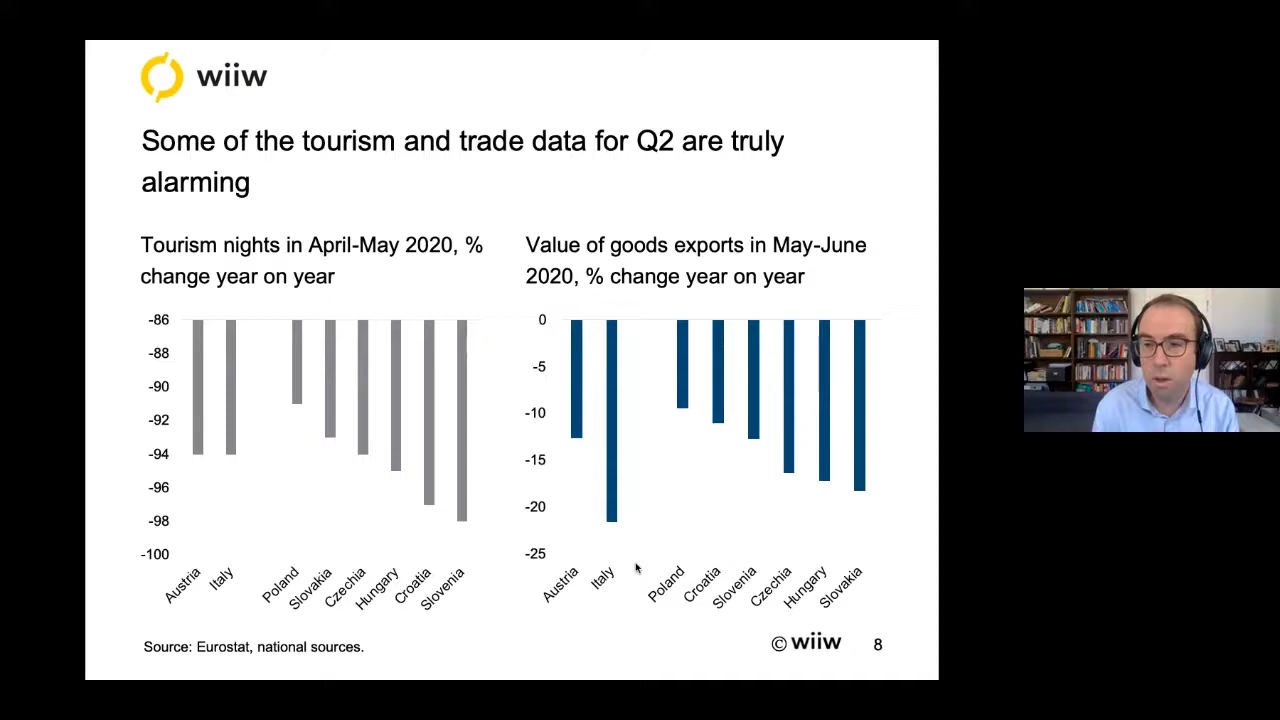 wiiw
Some of the tourism and trade data for Q2 are truly
alarming
Tourism nights in April-May 2020, %
change year on year
-86
-88
-90
-92
-94
-96
-98
-100
Austria
Italy
Poland
Slovakia
Czechia
Hungary
Croatia
Slovenia
Value of goods exports in May-June
2020, % change year on year
0
-5
-10
-15
-20
-25
Austria
Italy
Poland
Croatia
Slovenia
Czechia
Hungary
Slovakia
Source: Eurostat, national sources.
© wiiw
8